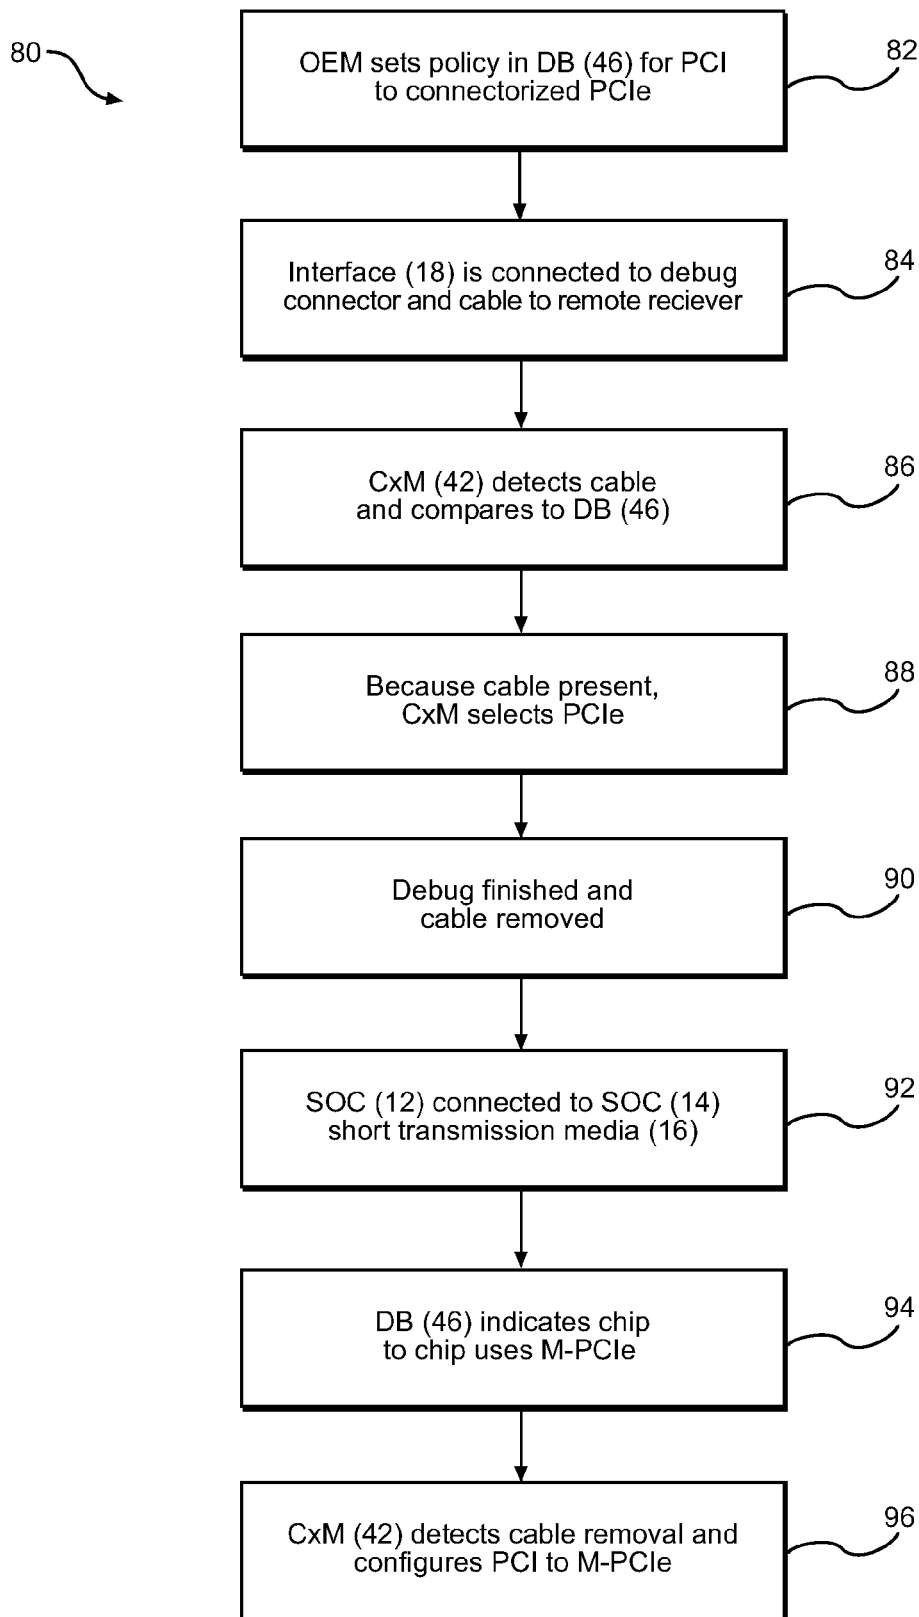 80
OEM sets policy in DB (46) for PCI
to connectorized PCIe
82
Interface (18) is connected to debug
connector and cable to remote reciever
84
CxM (42) detects cable
and compares to DB (46)
86
Because cable present,
CxM selects PCIe
88
Debug finished and
cable removed
90
SOC (12) connected to SOC (14)
short transmission media (16)
92
DB (46) indicates chip
to chip uses M-PCIe
94
CxM (42) detects cable removal and
configures PCI to M-PCIe
96